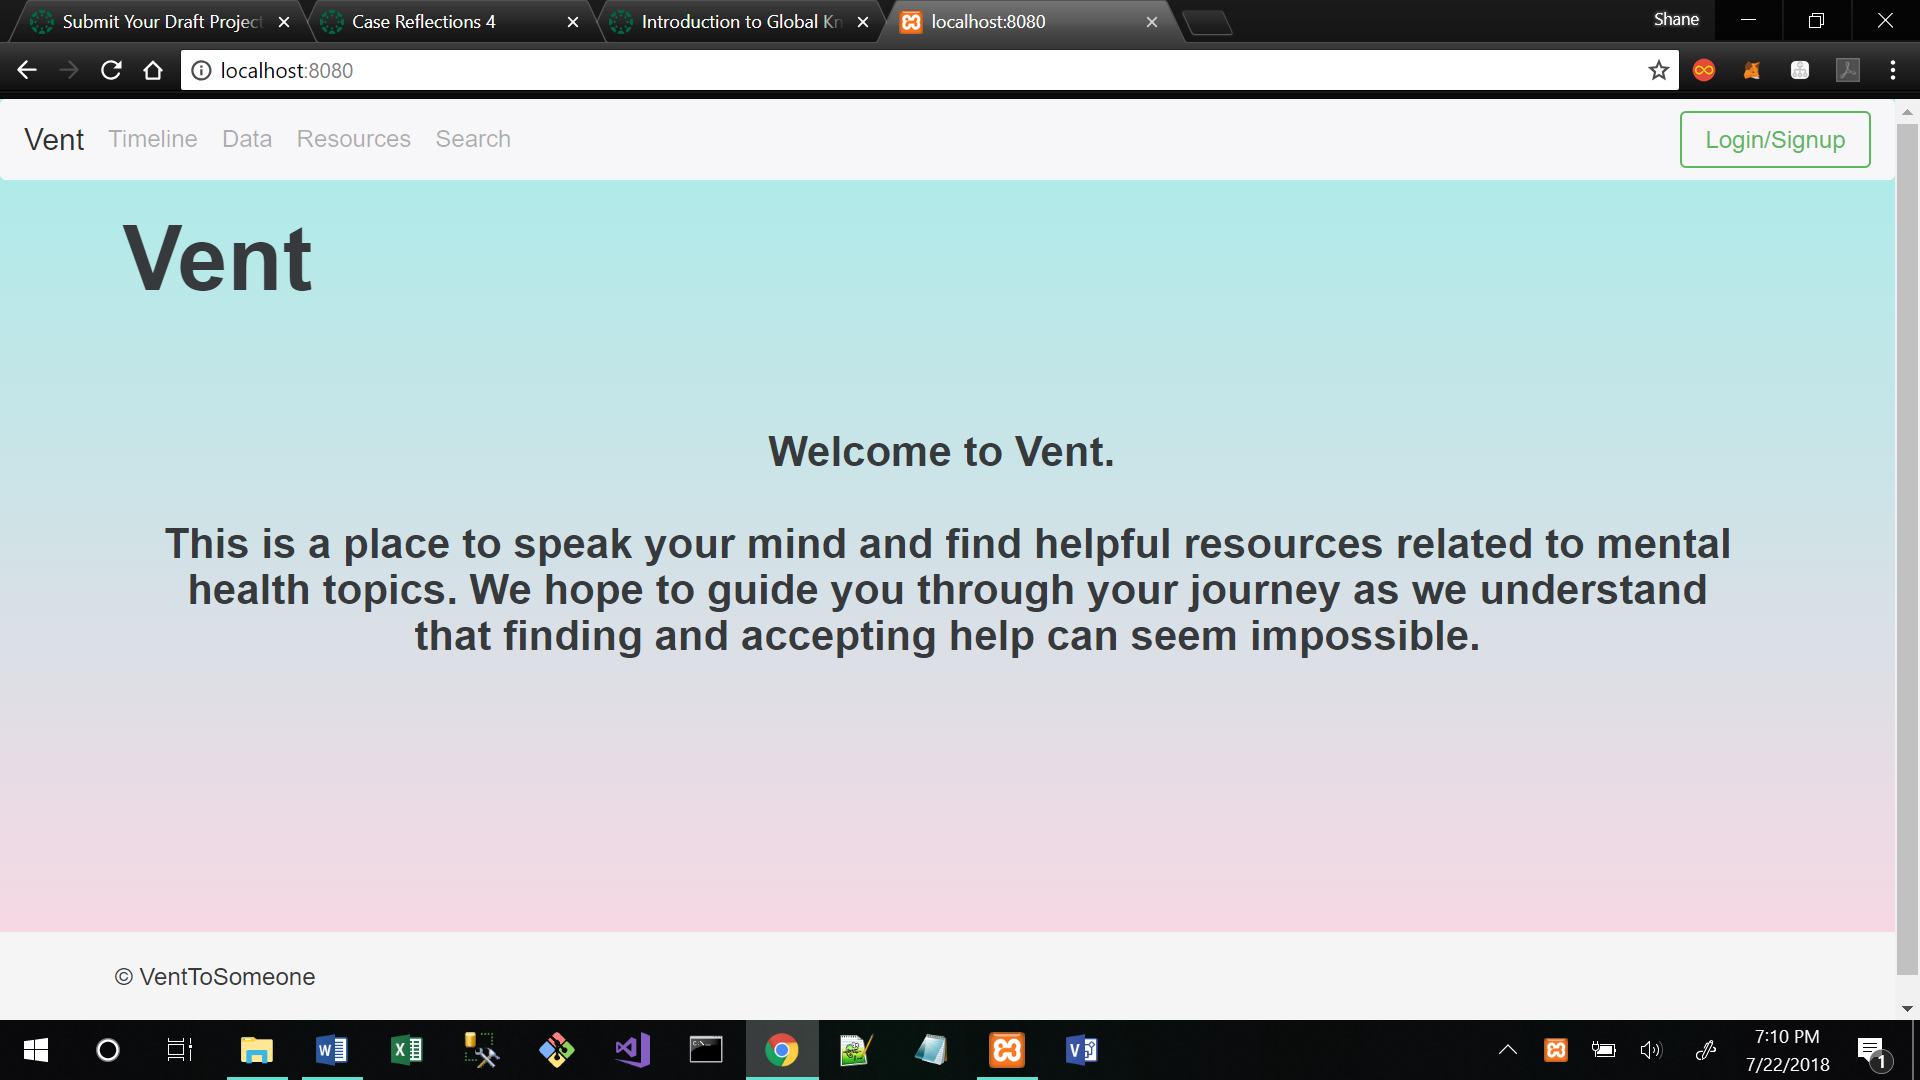 Submit Your Draft Project
Case Reflections 4
Introduction to Global Kn
localhost:8080
Shane
localhost:8080
Vent Timeline Data Resources Search Login/Signup
Vent
Welcome to Vent.
This is a place to speak your mind and find helpful resources related to mental
health topics. We hope to guide you through your journey as we understand
that finding and accepting help can seem impossible.
© VentToSomeone
7:10 PM
7/22/2018
1